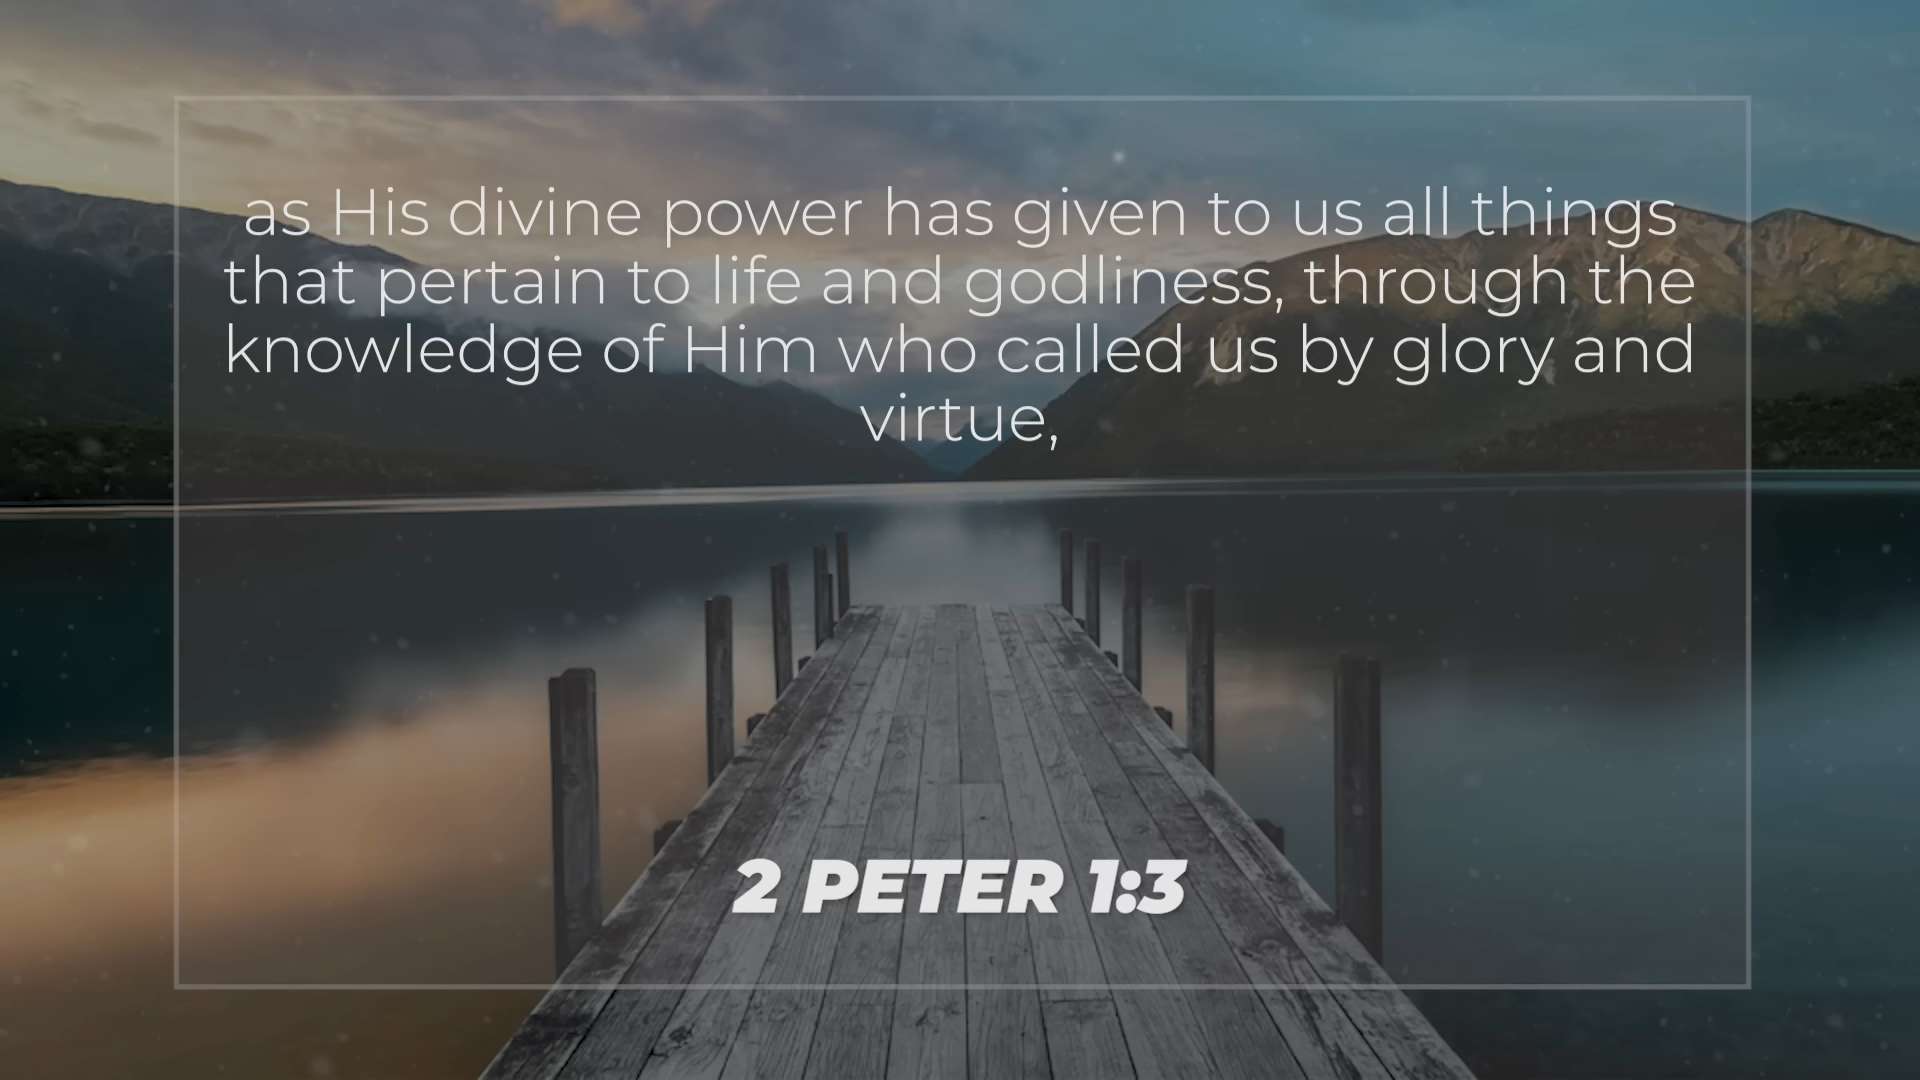 as His divine power has given to us all things
that pertain to life and godliness, through the
knowledge of Him who called us by glory and
virtue,
2 PETER 1:3